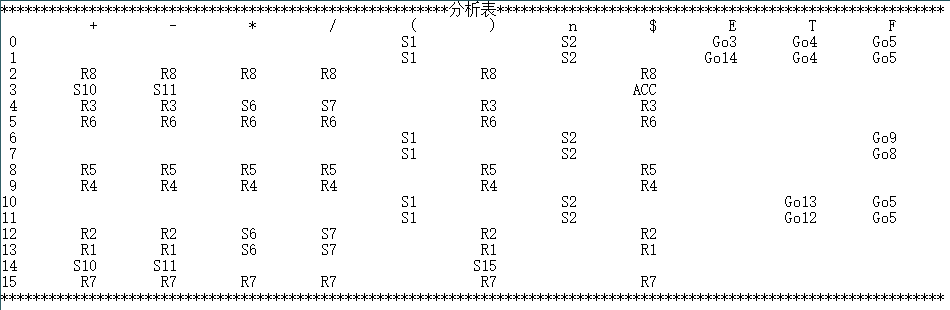 ************************************************************分析表************************************************************
+ - * / ( ) n $ E T F
0 S1 S2 Go3 Go4 Go5
1 S1 S2 Go14 Go4 Go5
2 R8 R8 R8 R8 R8 R8
3 S10 S11 ACC
4 R3 R3 S6 S7 R3 R3
5 R6 R6 R6 R6 R6 R6
6 S1 S2 Go9
7 S1 S2 Go8
8 R5 R5 R5 R5 R5 R5
9 R4 R4 R4 R4 R4 R4
10 S1 S2 Go13 Go5
11 S1 S2 Go12 Go5
12 R2 R2 S6 S7 R2 R2
13 R1 R1 S6 S7 R1 R1
14 S10 S11 S15
15 R7 R7 R7 R7 R7 R7
**********************************************************************************************************************